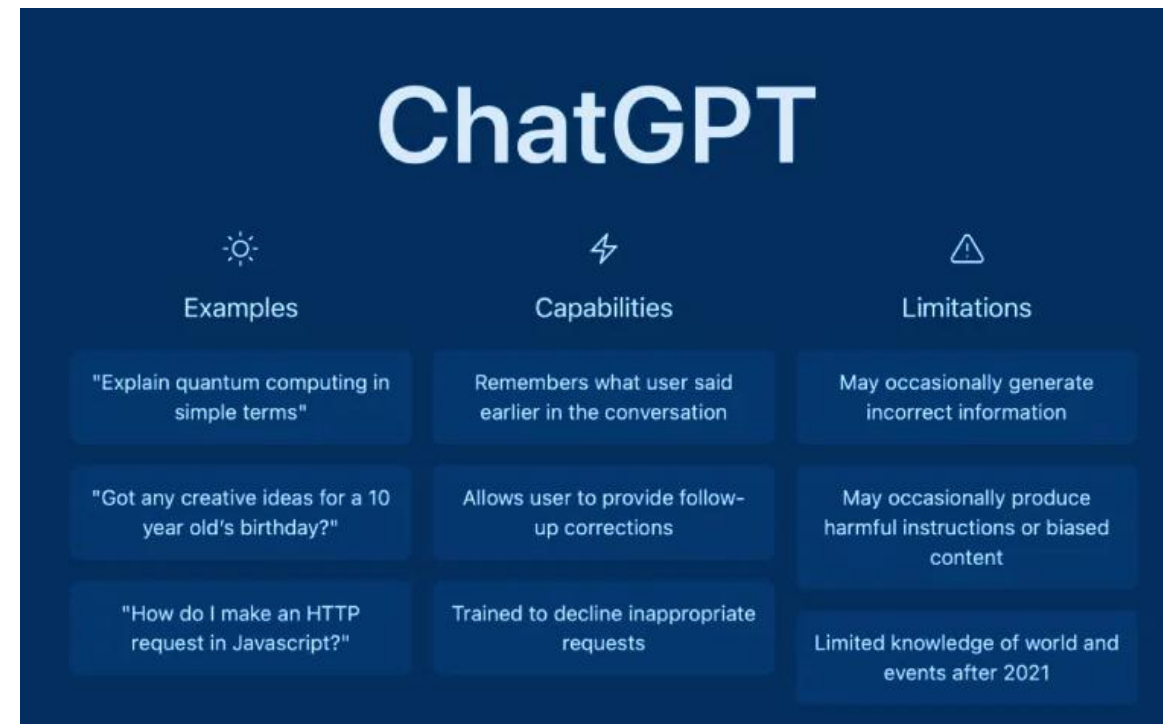 ChatGPT
Examples
"Explain quantum computing in
simple terms"
"Got any creative ideas for a 10
year old's birthday?"
"How do I make an HTTP
request in Javascript?"
Capabilities
Remembers what user said
earlier in the conversation
Allows user to provide follow-
up corrections
Trained to decline inappropriate
requests
Limitations
May occasionally generate
incorrect information
May occasionally produce
harmful instructions or biased
content
Limited knowledge of world and
events after 2021